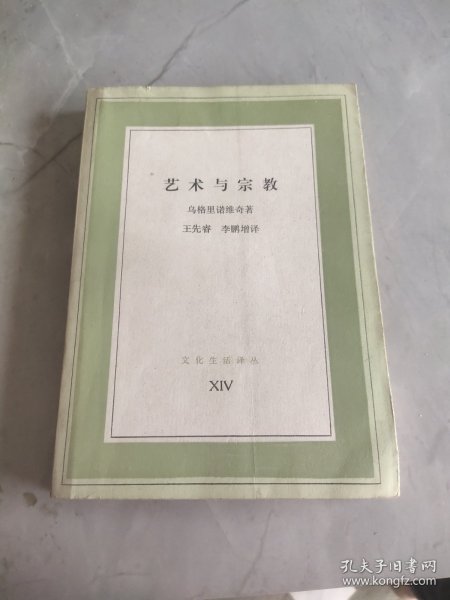 艺术与宗教
乌格里诺维奇著
王先睿 李鹏增译
文化生活译丛
XIV
孔夫子旧书网
www.kongfz.com